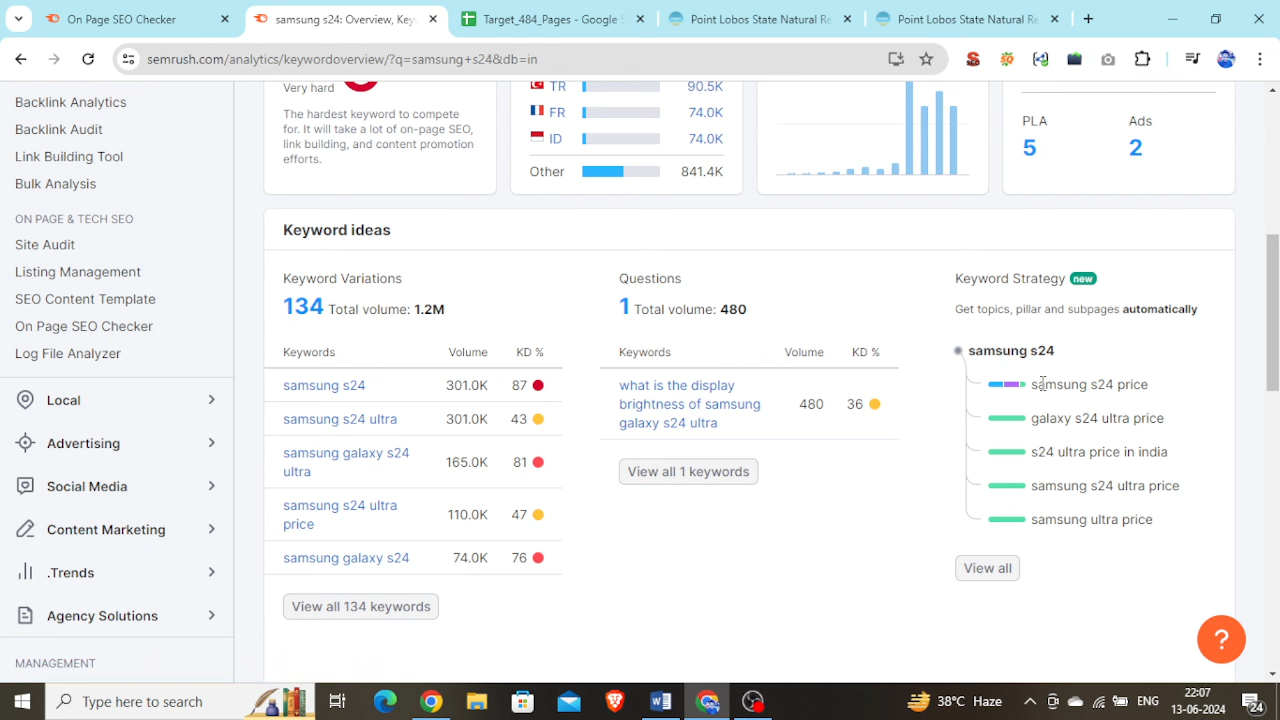 On Page SEO Checker
samsung s24: Overview, Key
Target_484_Pages - Google S
Point Lobos State Natural Re
Point Lobos State Natural Re
semrush.com/analytics/keywordoverview/?q=samsung+s24&db=in
Backlink Analytics
Backlink Audit
Link Building Tool
Bulk Analysis
ON PAGE & TECH SEO
Site Audit
Listing Management
SEO Content Template
On Page SEO Checker
Log File Analyzer
Local
Advertising
Social Media
Content Marketing
.Trends
Agency Solutions
MANAGEMENT
Very hard
The hardest keyword to compete
for. It will take a lot of on-page SEO,
link building, and content promotion
efforts.
TR 90.5K
FR 74.0K
ID 74.0K
Other 841.4K
PLA Ads
5 2
Keyword ideas
Keyword Variations
134 Total volume: 1.2M
Keywords Volume KD %
samsung s24 301.0K 87
samsung s24 ultra 301.0K 43
samsung galaxy s24
ultra 165.0K 81
samsung s24 ultra
price 110.0K 47
samsung galaxy s24 74.0K 76
View all 134 keywords
Questions
1 Total volume: 480
Keywords Volume KD %
what is the display
brightness of samsung 480 36
galaxy s24 ultra
View all 1 keywords
Keyword Strategy new
Get topics, pillar and subpages automatically
samsung s24
samsung s24 price
galaxy s24 ultra price
s24 ultra price in india
samsung s24 ultra price
samsung ultra price
View all
?
Type here to search
38°C Haze
ENG
22:07
13-06-2024
24